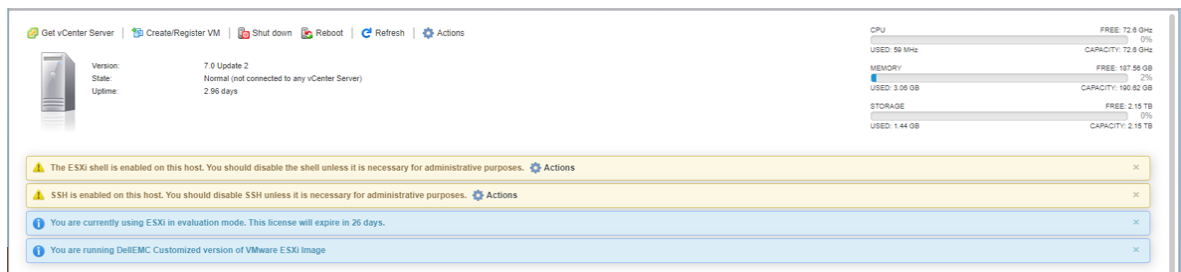 Get vCenter Server | Create/Register VM | Shut down Reboot | Refresh | Actions
Version: 7.0 Update 2
State: Normal (not connected to any vCenter Server)
Uptime: 2.96 days
CPU FREE: 72.6 GHz
0%
USED: 59 MHz CAPACITY: 72.6 GHz
MEMORY FREE: 187.56 GB
2%
USED: 3.06 GB CAPACITY: 190.62 GB
STORAGE FREE: 2.15 TB
0%
USED: 1.44 GB CAPACITY: 2.15 TB
The ESXi shell is enabled on this host. You should disable the shell unless it is necessary for administrative purposes. Actions
SSH is enabled on this host. You should disable SSH unless it is necessary for administrative purposes. Actions
You are currently using ESXi in evaluation mode. This license will expire in 26 days.
You are running DellEMC Customized version of VMware ESXi Image